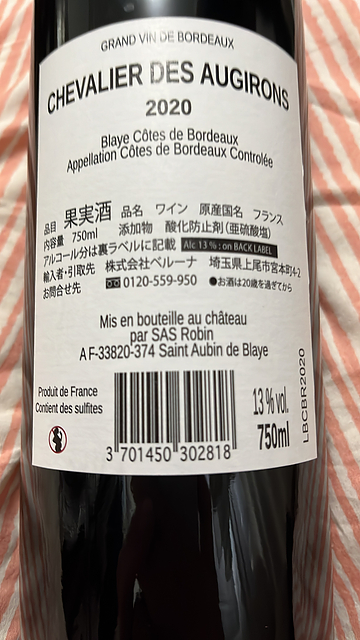 GRAND VIN DE BORDEAUX
CHEVALIER DES AUGIRONS
2020
Blaye Côtes de Bordeaux
Appellation Côtes de Bordeaux Controlée
品目 果実酒 品名 ワイン 原産国名 フランス
内容量 750ml 添加物 酸化防止剤(亜硫酸塩)
アルコール分は裏ラベルに記載 Alc 13 % : on BACK LABEL
輸入者・引取先 株式会社ベルーナ 埼玉県上尾市宮本町4-2
お問合せ先 0120-559-950 ●お酒は20歳を過ぎてから
Mis en bouteille au château
par SAS Robin
A F-33820-374 Saint Aubin de Blaye
Produit de France
Contient des sulfites
13 % vol.
750ml
LBCBR2020
3 701450 302818